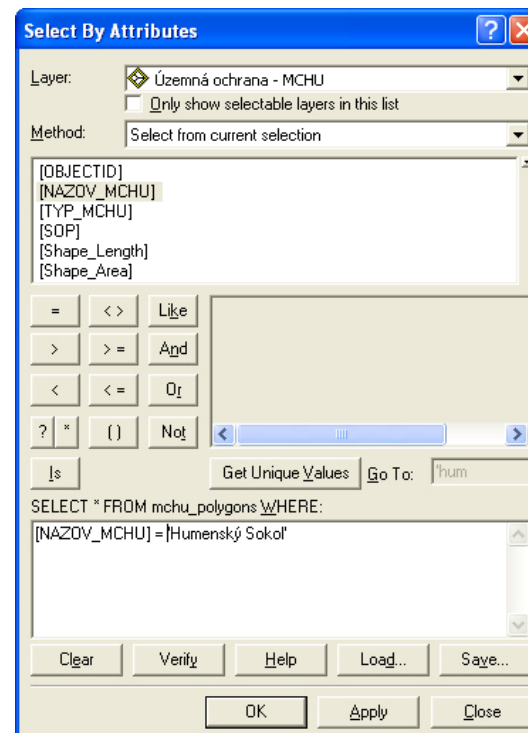 Select By Attributes
Layer: Územná ochrana - MCHU
Only show selectable layers in this list
Method: Select from current selection
[OBJECTID]
[NAZOV_MCHU]
[TYP_MCHU]
[SOP]
[Shape_Length]
[Shape_Area]
= < > Like
> > = And
< < = Or
? * ( ) Not
Is Get Unique Values Go To: 'hum
SELECT * FROM mchu_polygons WHERE:
[NAZOV_MCHU] = 'Humenský Sokol'
Clear Verify Help Load... Save...
OK Apply Close